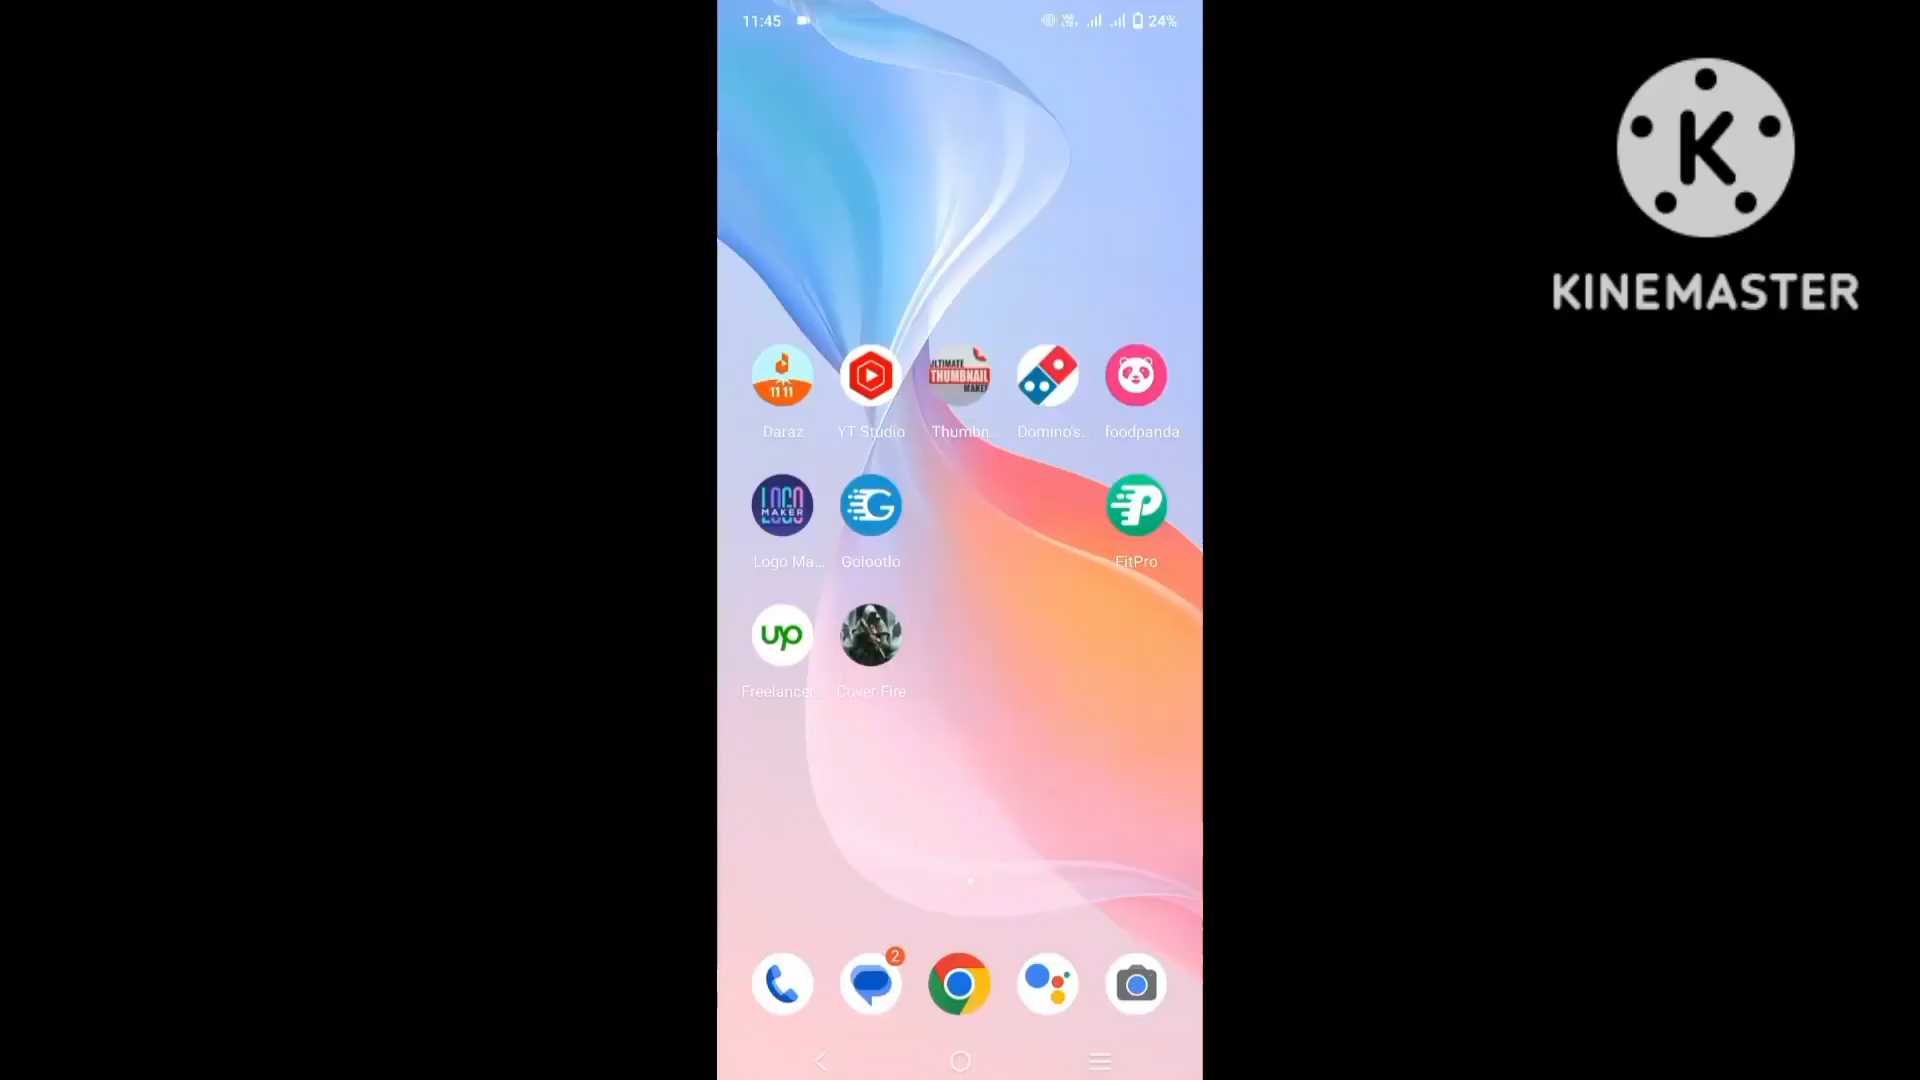 11:45
24%
K
KINEMASTER
11 11
ULTIMATE
THUMBNAIL
MAKER
Daraz
YT Studio
Thumbn...
Domino's...
foodpanda
LOGO
MAKER
G
P
Logo Ma...
Golootlo
FitPro
up
Freelancer
Cover Fire
2